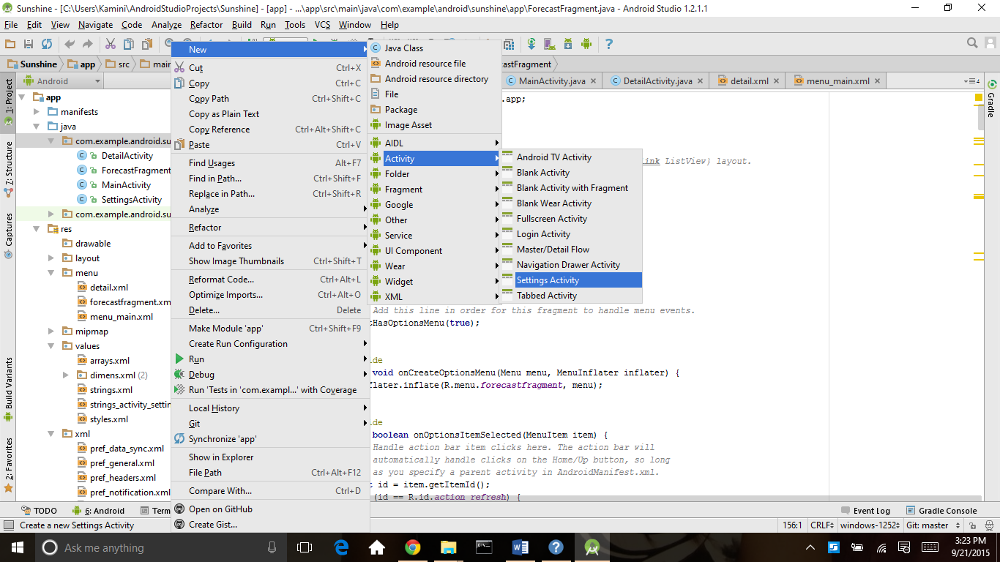 Sunshine - [C:\Users\Kamini\AndroidStudioProjects\Sunshine] - [app] - ...\app\src\main\java\com\example\android\sunshine\app\ForecastFragment.java - Android Studio 1.2.1.1
File Edit View Navigate Code Analyze Refactor Build Run Tools VCS Window Help
Sunshine app src main
castFragment
Android
MainActivity.java DetailActivity.java detail.xml menu_main.xml
4
1: Project
7: Structure
Captures
Build Variants
2: Favorites
Gradle
app
manifests
java
com.example.android.su
DetailActivity
ForecastFragment
MainActivity
SettingsActivity
com.example.android.su
res
drawable
layout
menu
detail.xml
forecastfragment.xm
menu_main.xml
mipmap
values
arrays.xml
dimens.xml (2)
strings.xml
strings_activity_settin
styles.xml
xml
pref_data_sync.xml
pref_general.xml
pref_headers.xml
pref_notification.xml
New
Cut Ctrl+X
Copy Ctrl+C
Copy Path Ctrl+Shift+C
Copy as Plain Text
Copy Reference Ctrl+Alt+Shift+C
Paste Ctrl+V
Find Usages Alt+F7
Find in Path... Ctrl+Shift+F
Replace in Path... Ctrl+Shift+R
Analyze
Refactor
Add to Favorites
Show Image Thumbnails Ctrl+Shift+T
Reformat Code... Ctrl+Alt+L
Optimize Imports... Ctrl+Alt+O
Delete... Delete
Make Module 'app' Ctrl+Shift+F9
Create Run Configuration
Run
Debug
Run 'Tests in 'com.exampl...' with Coverage
Local History
Git
Synchronize 'app'
Show in Explorer
File Path Ctrl+Alt+F12
Compare With... Ctrl+D
Open on GitHub
Create Gist...
Java Class
Android resource file
Android resource directory
File
Package
Image Asset
AIDL
Activity
Folder
Fragment
Google
Other
Service
UI Component
Wear
Widget
XML
Android TV Activity
Blank Activity
Blank Activity with Fragment
Blank Wear Activity
Fullscreen Activity
Login Activity
Master/Detail Flow
Navigation Drawer Activity
Settings Activity
Tabbed Activity
.app;
link ListView} layout.
Add this line in order for this fragment to handle menu events.
tHasOptionsMenu(true);
ide
void onCreateOptionsMenu(Menu menu, MenuInflater inflater) {
flater.inflate(R.menu.forecastfragment, menu);
ide
boolean onOptionsItemSelected(MenuItem item) {
Handle action bar item clicks here. The action bar will
automatically handle clicks on the Home/Up button, so long
as you specify a parent activity in AndroidManifest.xml.
t id = item.getItemId();
(id == R.id.action_refresh) {
TODO 6: Android Term Event Log Gradle Console
Create a new Settings Activity 156:1 CRLF windows-1252 Git: master
Ask me anything
3:23 PM
9/21/2015